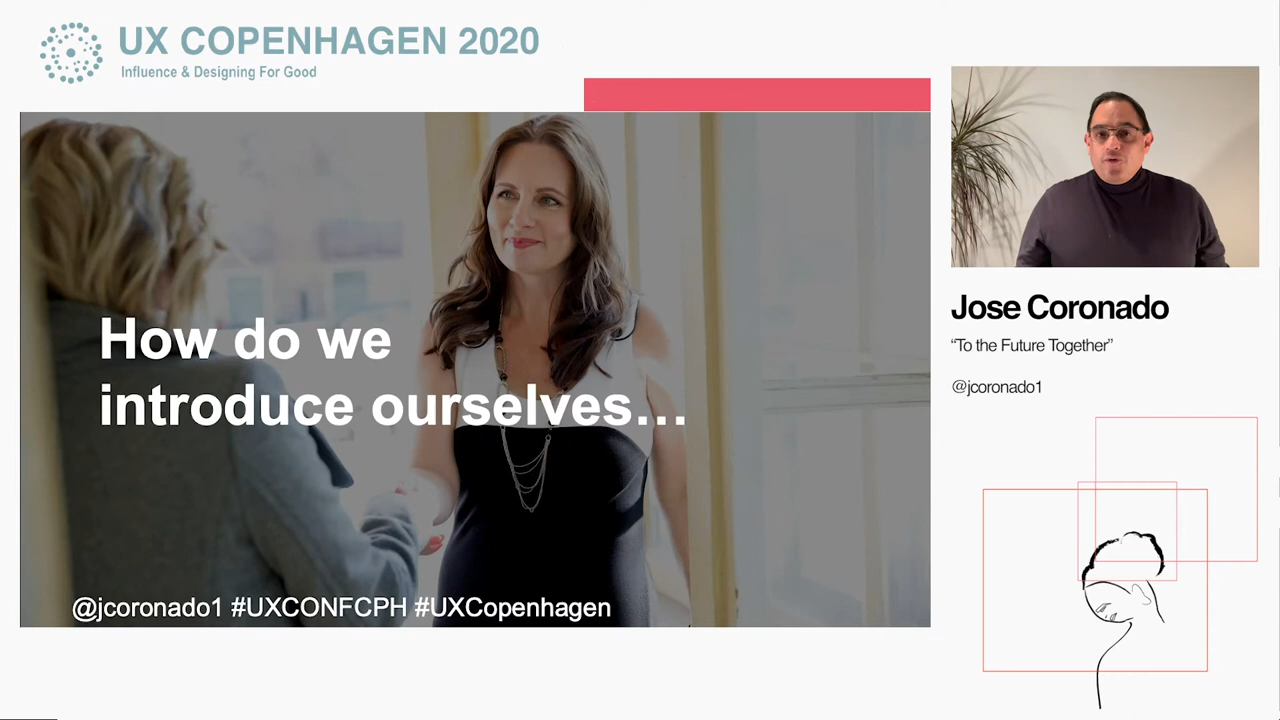 UX COPENHAGEN 2020
Influence & Designing For Good
How do we
introduce ourselves…
@jcoronado1 #UXCONFCPH #UXCopenhagen
Jose Coronado
“To the Future Together”
@jcoronado1